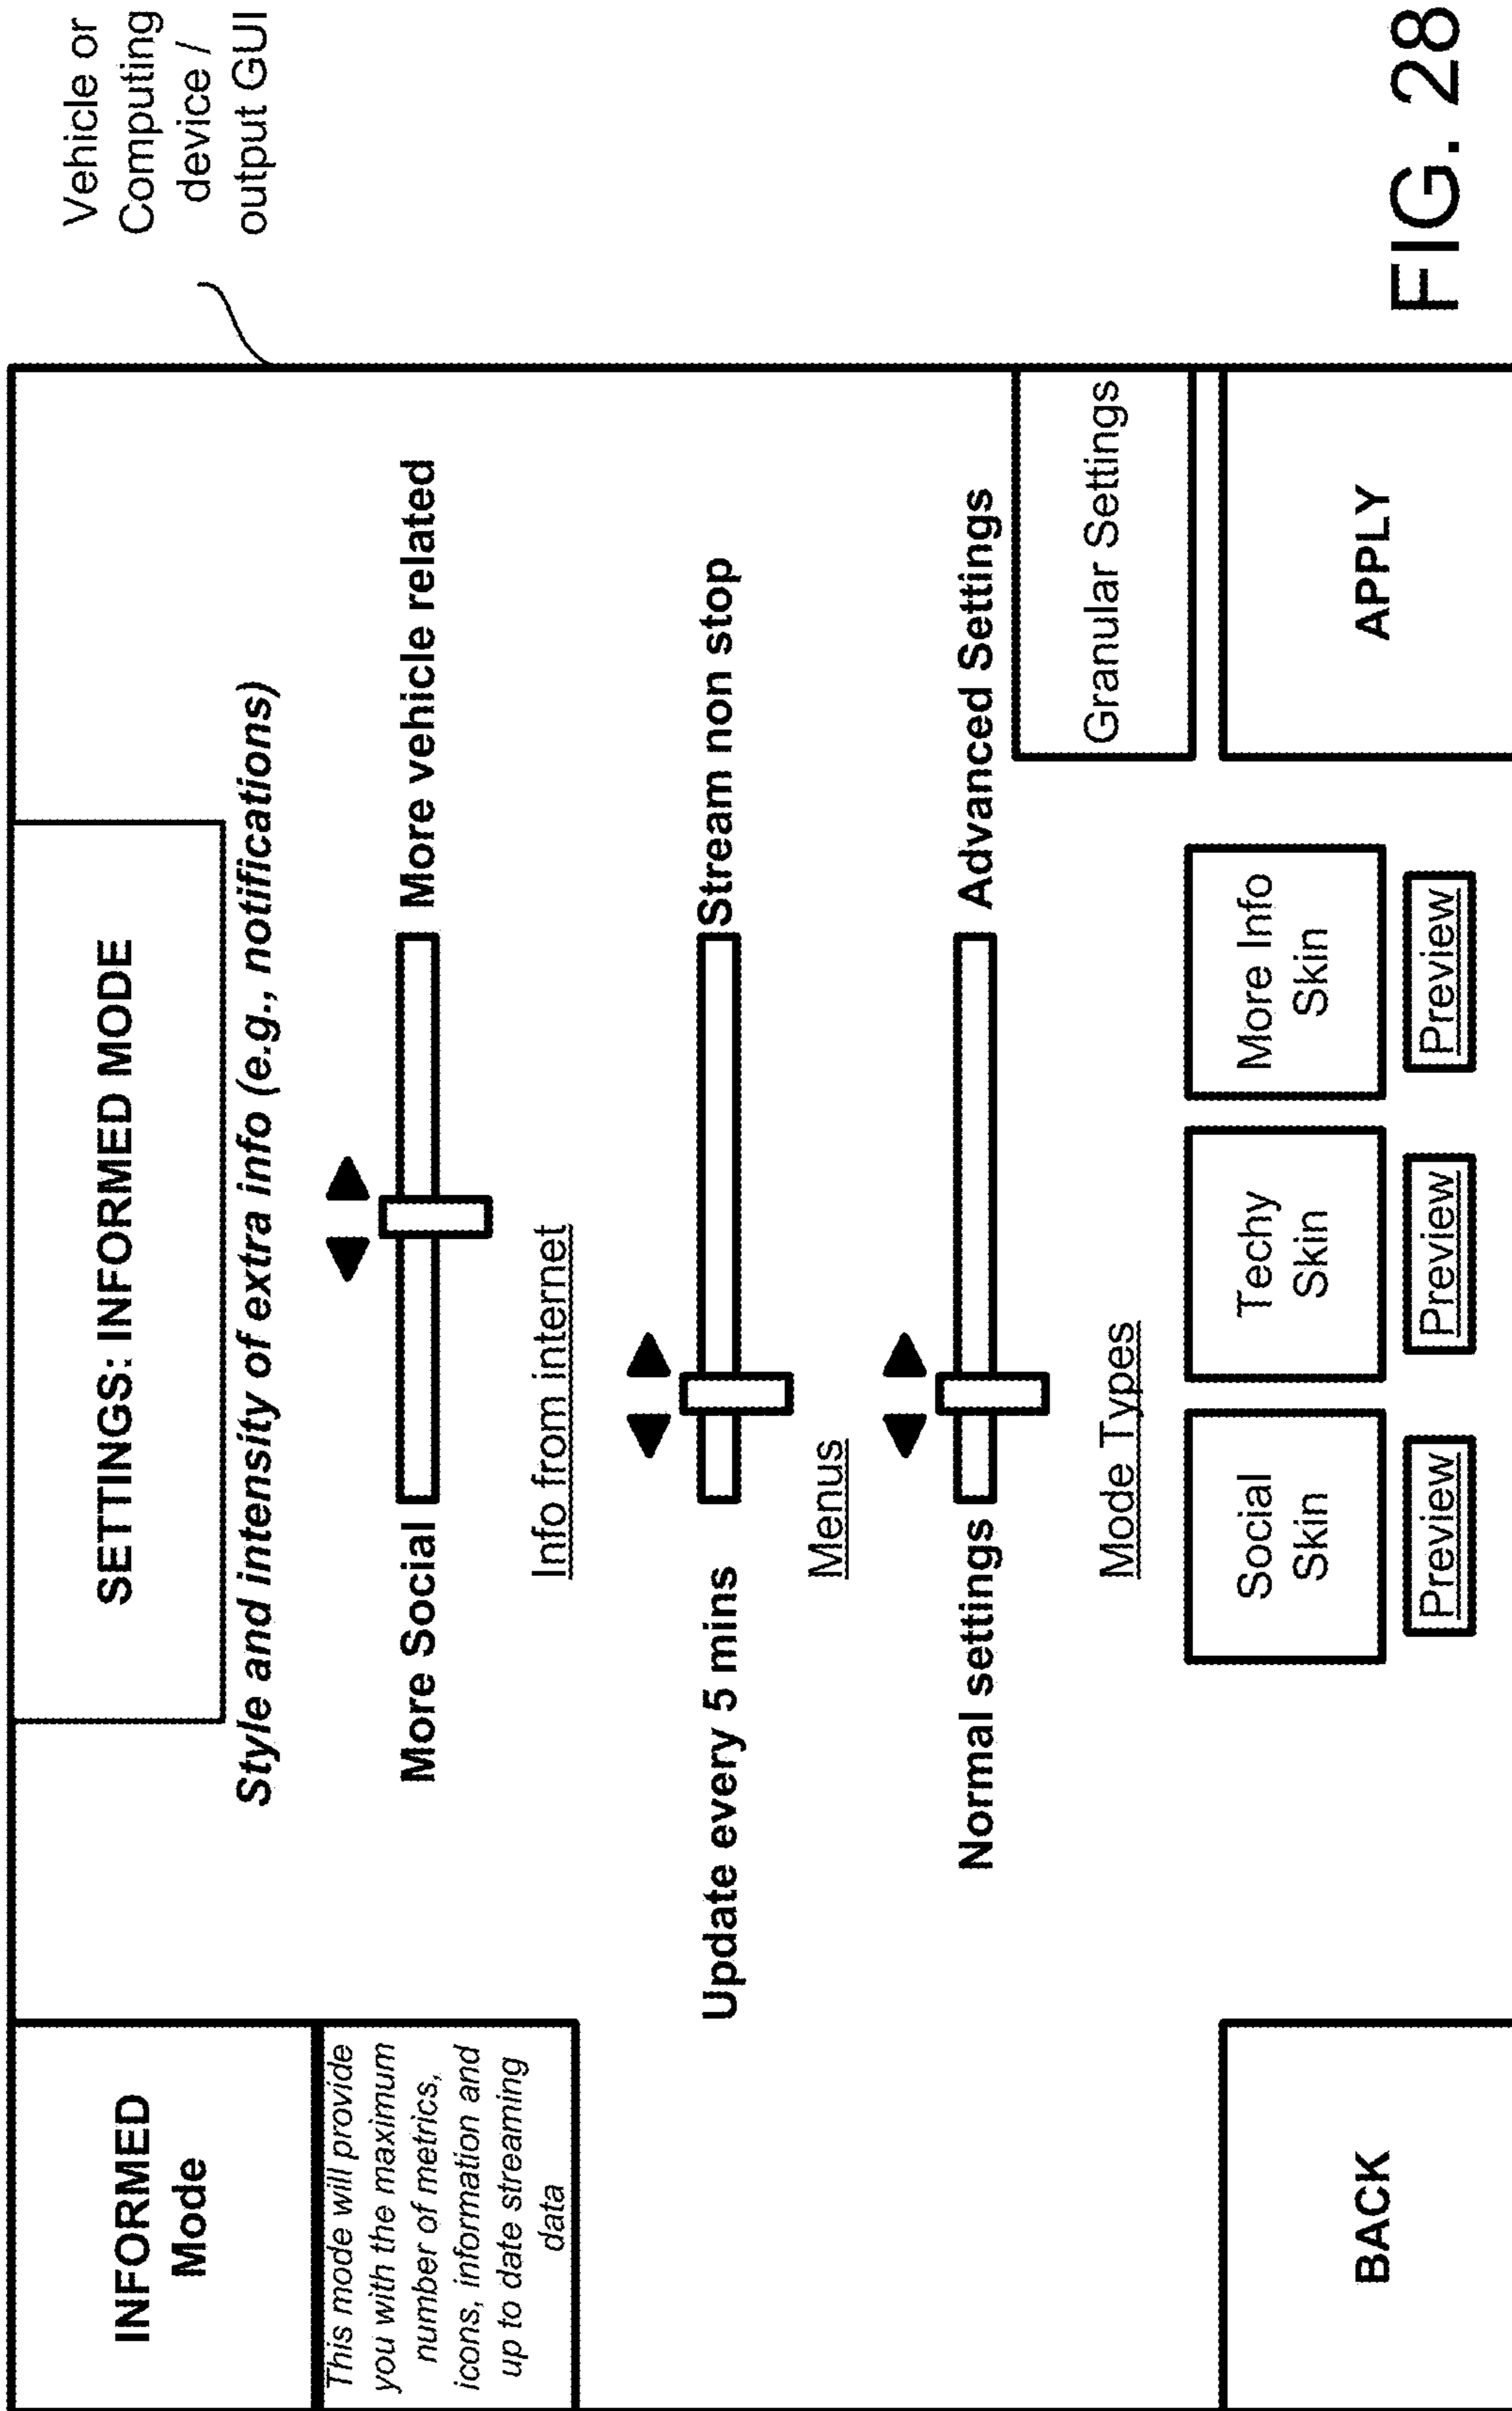 Vehicle or
Computing
device /
output GUI
INFORMED
Mode
This mode will provide
you with the maximum
number of metrics,
icons, information and
up to date streaming
data
SETTINGS: INFORMED MODE
Style and intensity of extra info (e.g., notifications)
More Social More vehicle related
Info from internet
Update every 5 mins Stream non stop
Menus
Normal settings Advanced Settings
Mode Types
Granular Settings
Social
Skin
Techy
Skin
More Info
Skin
Preview Preview Preview
BACK
APPLY
FIG. 28